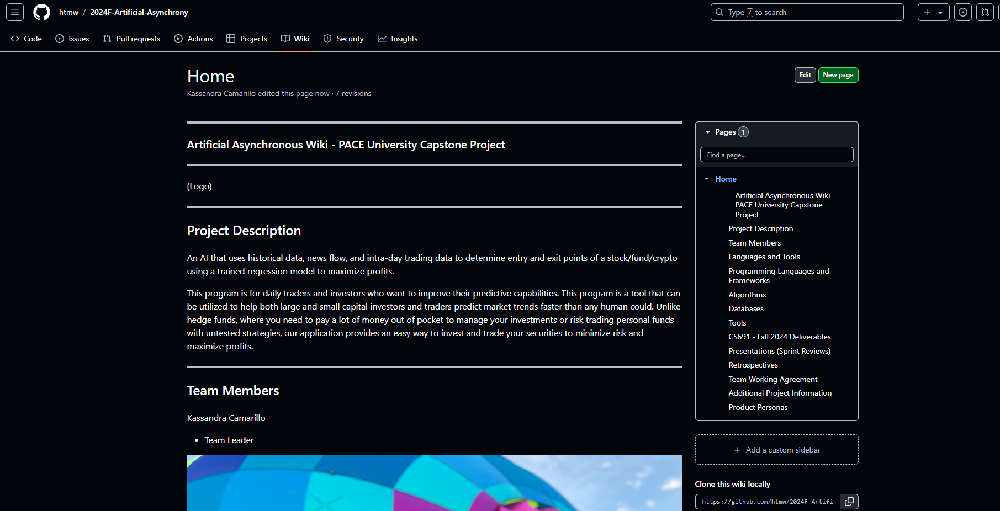 htmw / 2024F-Artificial-Asynchrony
Type / to search
Code
Issues
Pull requests
Actions
Projects
Wiki
Security
Insights
Home
Edit
New page
Kassandra Camarillo edited this page now · 7 revisions
Artificial Asynchronous Wiki - PACE University Capstone Project
(Logo)
Project Description
An AI that uses historical data, news flow, and intra-day trading data to determine entry and exit points of a stock/fund/crypto
using a trained regression model to maximize profits.
This program is for daily traders and investors who want to improve their predictive capabilities. This program is a tool that can
be utilized to help both large and small capital investors and traders predict market trends faster than any human could. Unlike
hedge funds, where you need to pay a lot of money out of pocket to manage your investments or risk trading personal funds
with untested strategies, our application provides an easy way to invest and trade your securities to minimize risk and
maximize profits.
Team Members
Kassandra Camarillo
• Team Leader
Pages 1
Find a page...
Home
Artificial Asynchronous Wiki -
PACE University Capstone
Project
Project Description
Team Members
Languages and Tools
Programming Languages and
Frameworks
Algorithms
Databases
Tools
CS691 - Fall 2024 Deliverables
Presentations (Sprint Reviews)
Retrospectives
Team Working Agreement
Additional Project Information
Product Personas
+ Add a custom sidebar
Clone this wiki locally
https://github.com/htmw/2024F-Artifi